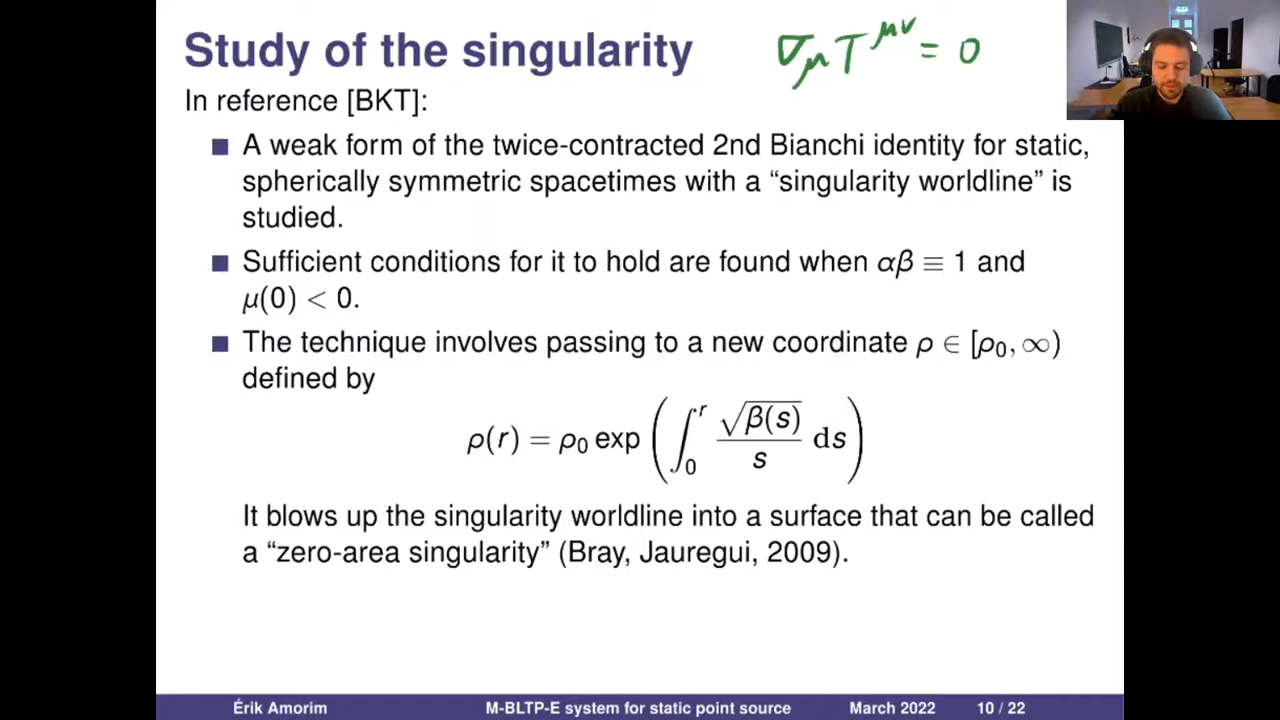 Study of the singularity
∇_μ T^{μν} = 0
In reference [BKT]:
■ A weak form of the twice-contracted 2nd Bianchi identity for static,
spherically symmetric spacetimes with a “singularity worldline” is
studied.
■ Sufficient conditions for it to hold are found when αβ ≡ 1 and
μ(0) < 0.
■ The technique involves passing to a new coordinate ρ ∈ [ρ₀, ∞)
defined by
ρ(r) = ρ₀ exp ( ∫₀ʳ √β(s) / s ds )
It blows up the singularity worldline into a surface that can be called
a “zero-area singularity” (Bray, Jauregui, 2009).
Érik Amorim M-BLTP-E system for static point source March 2022 10 / 22